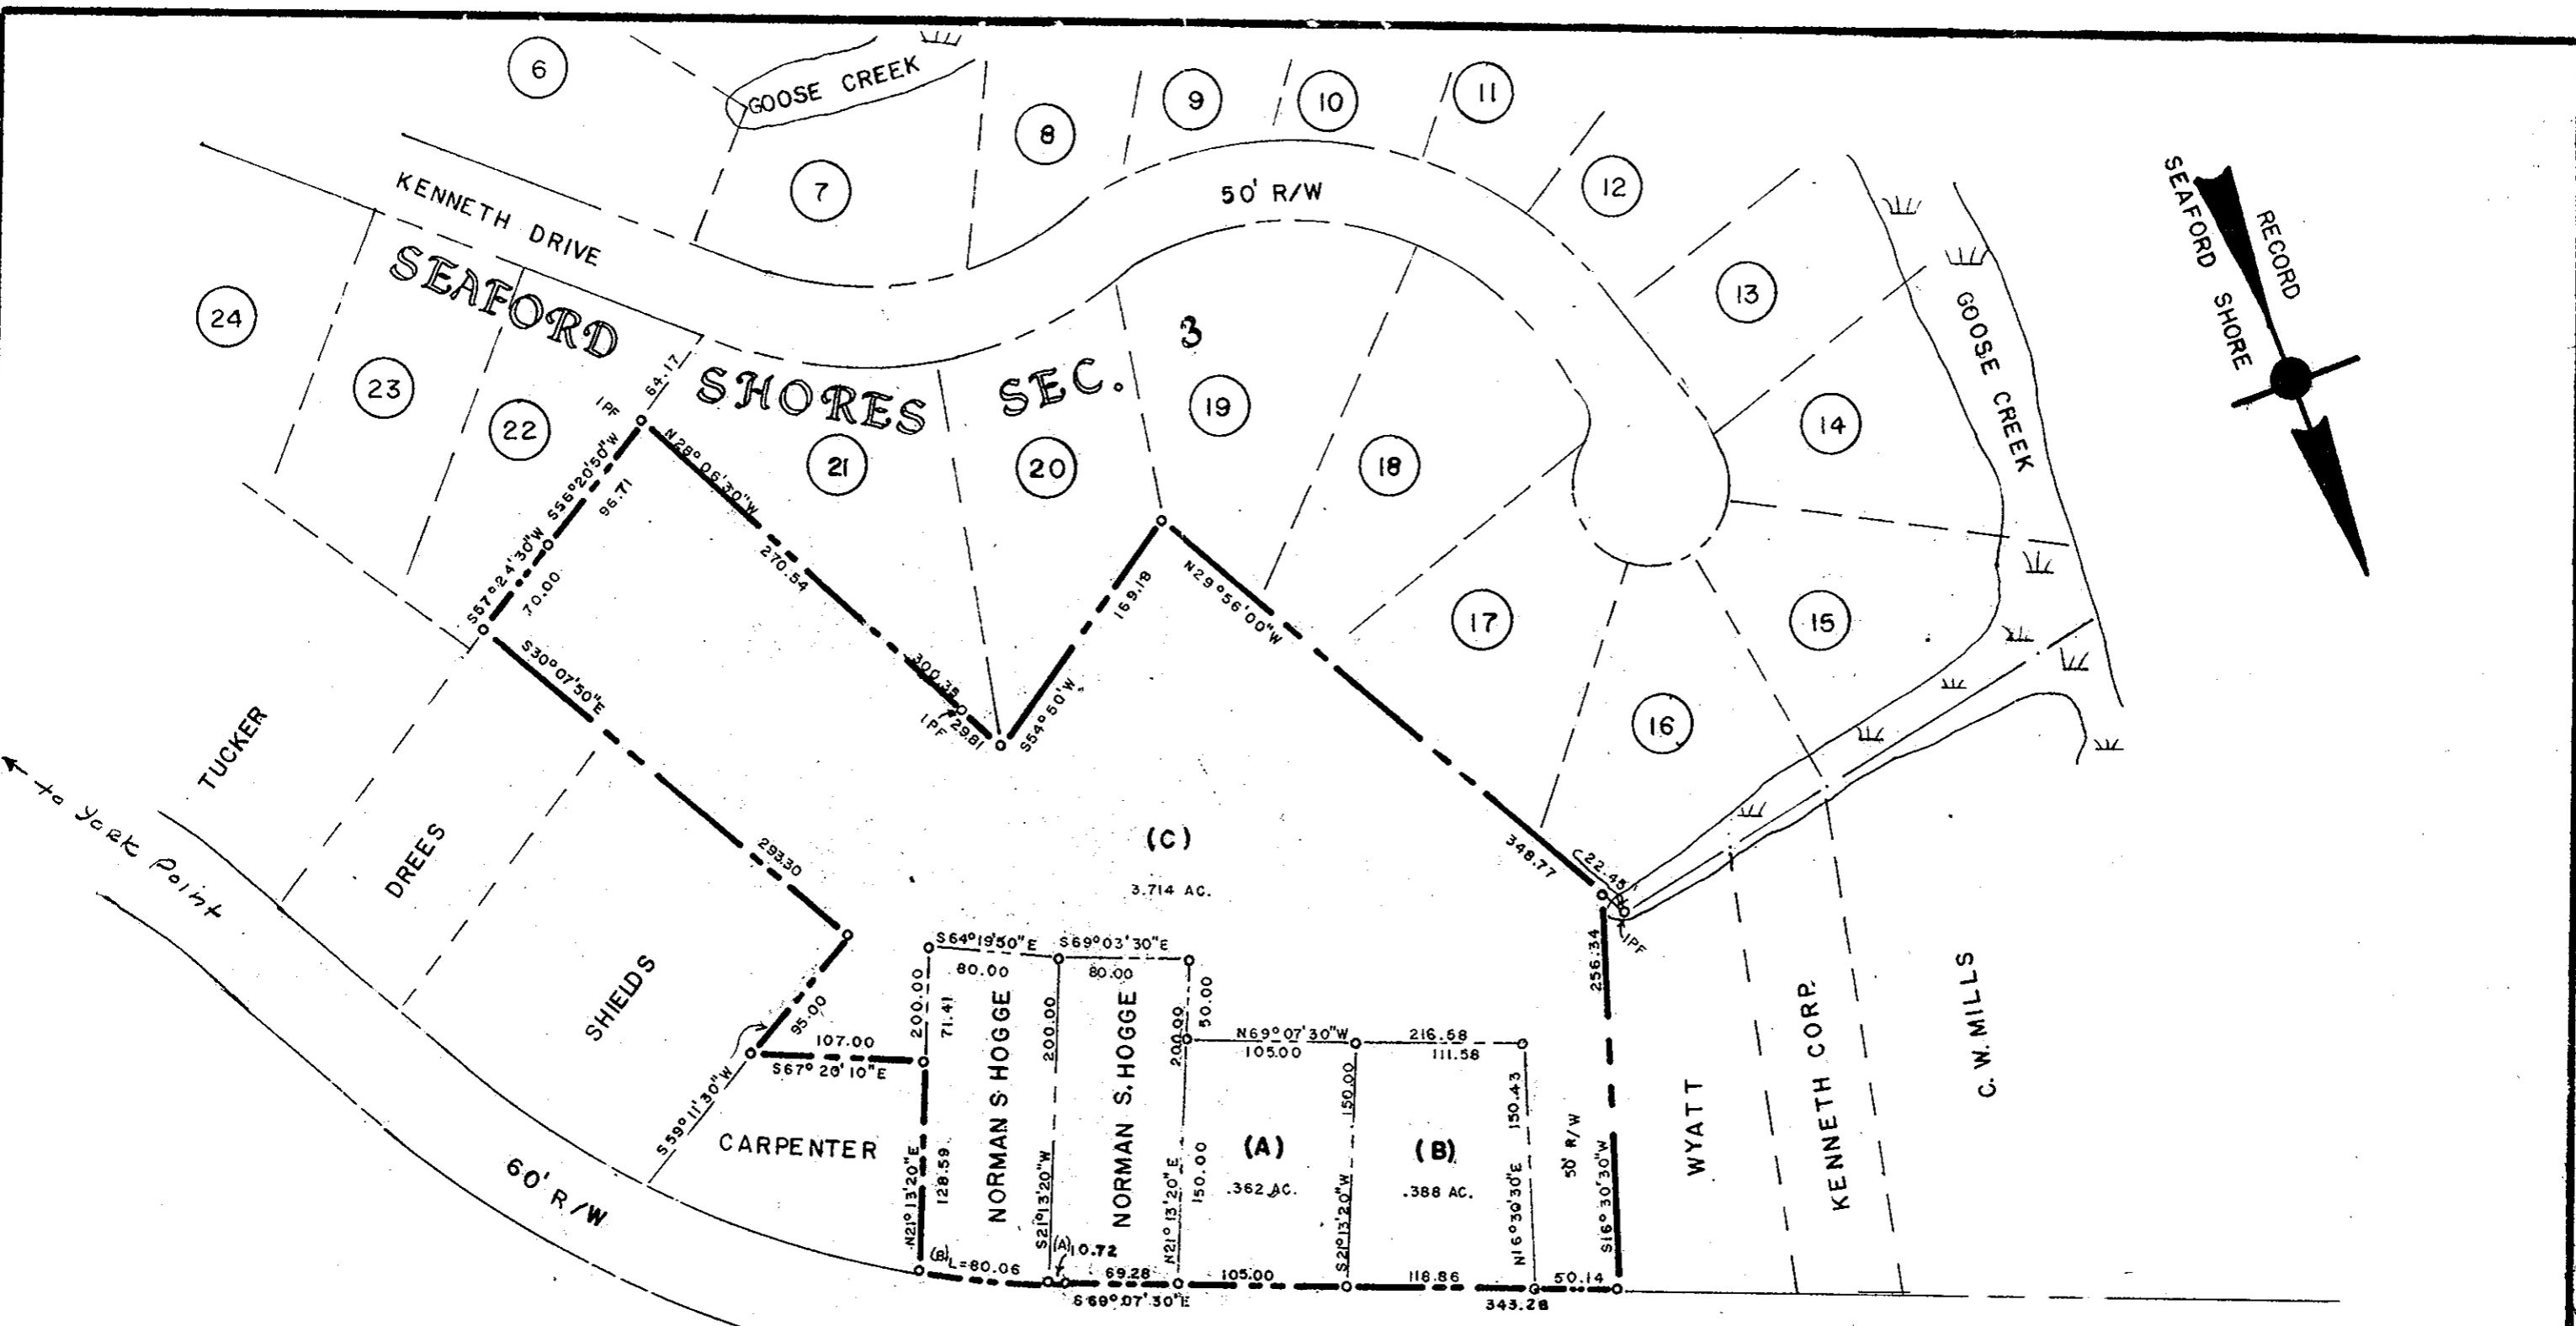 6
GOOSE CREEK
7
8
9
10
11
12
13
14
15
16
17
18
19
20
21
22
23
24
KENNETH DRIVE
50' R/W
SEAFORD SHORES SEC. 3
GOOSE CREEK
SEAFORD SHORE
RECORD
64.17
IPF
S56°20'50"W
96.71
S57°24'30"W
70.00
N28°06'30"W
270.54
300.35
IPF
29.81
S54°50'W
169.18
N29°56'00"W
348.77
22.45
IPF
S30°07'50"E
293.30
TUCKER
DREES
SHIELDS
to York Point
60' R/W
95.00
S59°11'30"W
107.00
S67°20'10"E
CARPENTER
N21°13'20"E
128.59
(C)
3.714 AC.
S64°19'50"E
80.00
S69°03'30"E
80.00
200.00
71.41
NORMAN S HOGGE
200.00
S21°13'20"W
NORMAN S. HOGGE
200.00
50.00
N21°13'20"E
150.00
N69°07'30"W
105.00
216.58
111.58
(A)
.362 AC.
150.00
S21°13'20"W
(B)
.388 AC.
150.43
N16°30'30"E
50' R/W
256.34
S16°30'30"W
WYATT
KENNETH CORP.
C. W. MILLS
(B)
L=80.06
(A)
10.72
69.28
105.00
118.86
50.14
S69°07'30"E
343.28